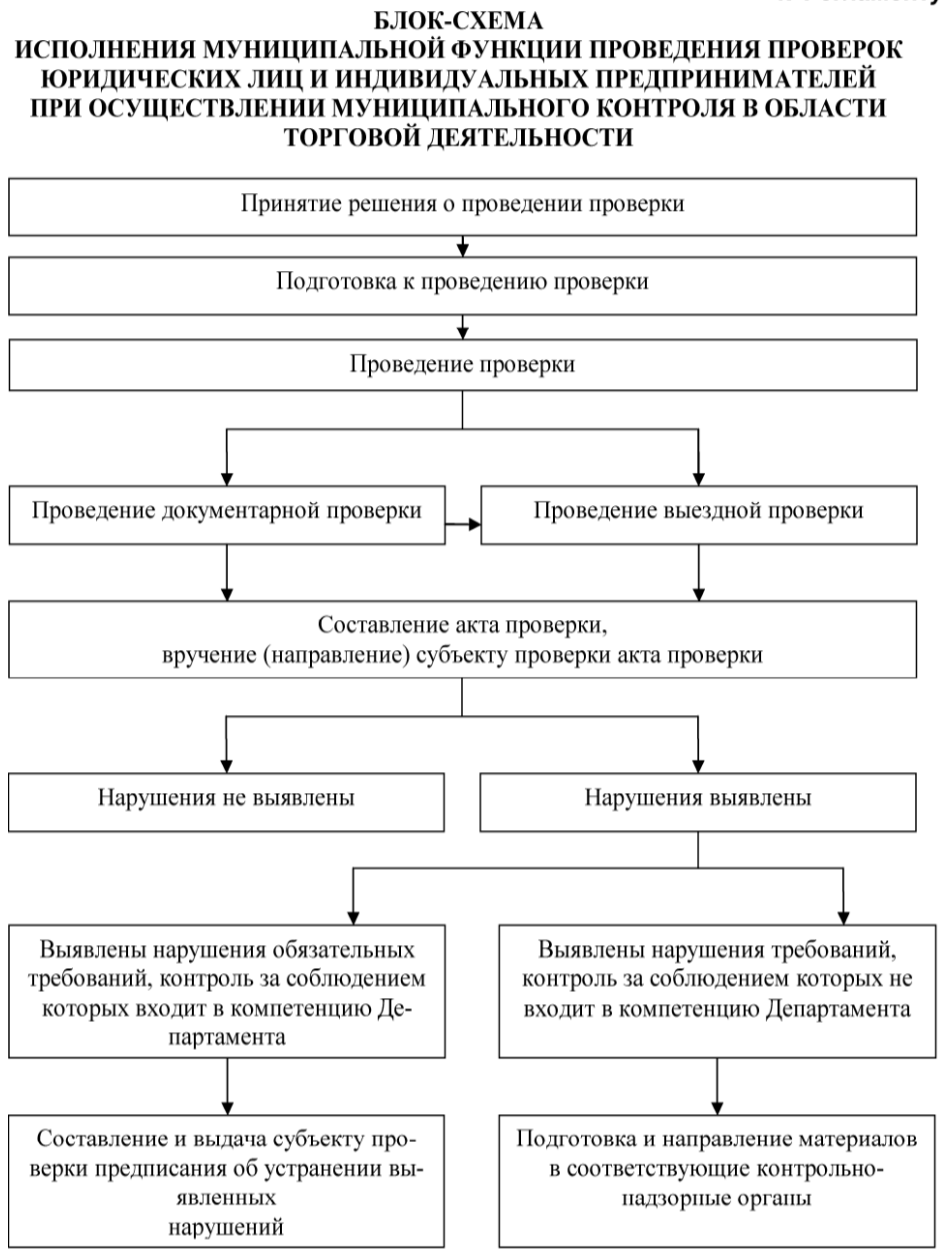 БЛОК-СХЕМА
ИСПОЛНЕНИЯ МУНИЦИПАЛЬНОЙ ФУНКЦИИ ПРОВЕДЕНИЯ ПРОВЕРОК
ЮРИДИЧЕСКИХ ЛИЦ И ИНДИВИДУАЛЬНЫХ ПРЕДПРИНИМАТЕЛЕЙ
ПРИ ОСУЩЕСТВЛЕНИИ МУНИЦИПАЛЬНОГО КОНТРОЛЯ В ОБЛАСТИ
ТОРГОВОЙ ДЕЯТЕЛЬНОСТИ
Принятие решения о проведении проверки
Подготовка к проведению проверки
Проведение проверки
Проведение документарной проверки
Проведение выездной проверки
Составление акта проверки,
вручение (направление) субъекту проверки акта проверки
Нарушения не выявлены
Нарушения выявлены
Выявлены нарушения обязательных
требований, контроль за соблюдением
которых входит в компетенцию Де-
партамента
Выявлены нарушения требований,
контроль за соблюдением которых не
входит в компетенцию Департамента
Составление и выдача субъекту про-
верки предписания об устранении вы-
явленных
нарушений
Подготовка и направление материалов
в соответствующие контрольно-
надзорные органы